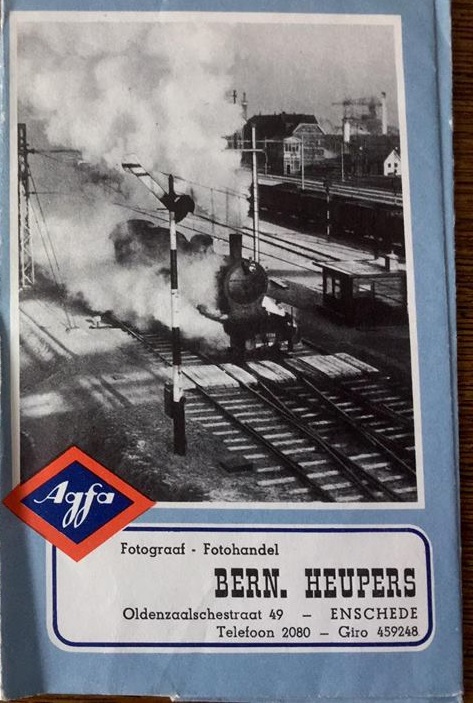 Agfa
Fotograaf - Fotohandel
BERN. HEUPERS
Oldenzaalschestraat 49 – ENSCHEDE
Telefoon 2080 – Giro 459248